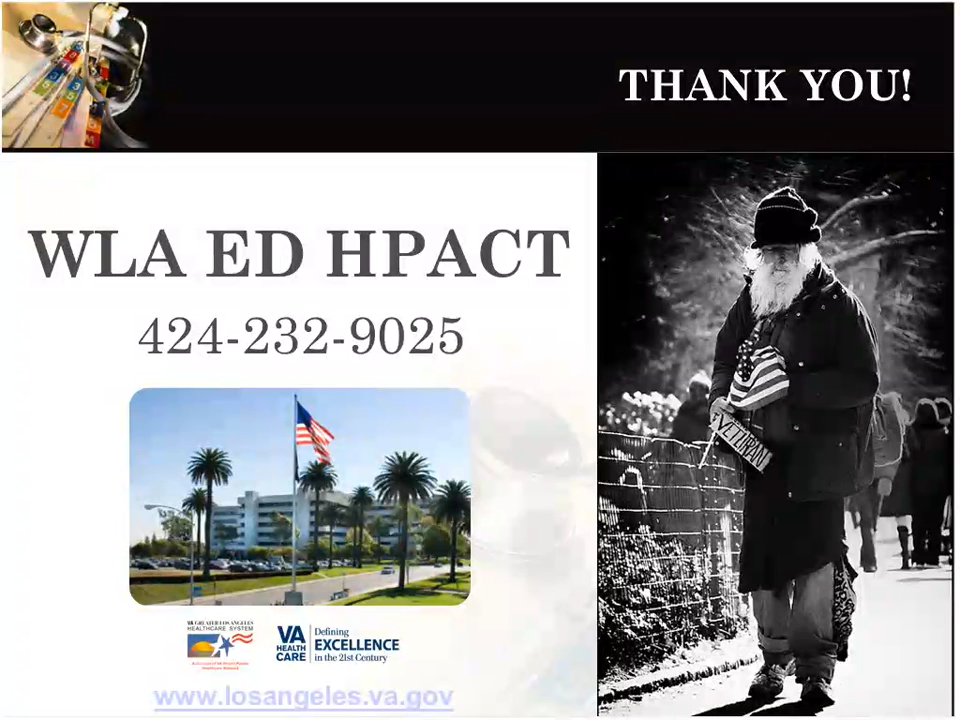 THANK YOU!
WLA ED HPACT
424-232-9025
VA GREATER LOS ANGELES
HEALTHCARE SYSTEM
VA
HEALTH
CARE
Defining
EXCELLENCE
in the 21st Century
www.losangeles.va.gov